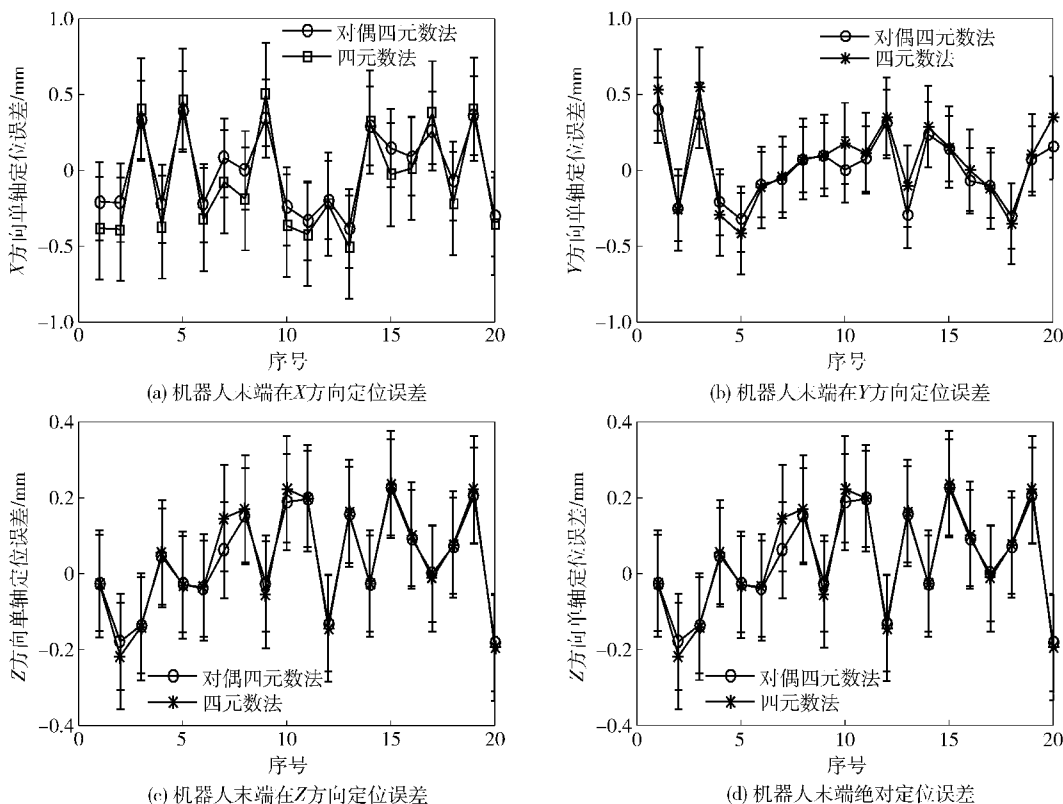 1.0
0.5
0
−0.5
−1.0
X方向单轴定位误差/mm
对偶四元数法
四元数法
0 5 10 15 20
序号
(a) 机器人末端在X方向定位误差
1.0
0.5
0
−0.5
−1.0
Y方向单轴定位误差/mm
对偶四元数法
四元数法
0 5 10 15 20
序号
(b) 机器人末端在Y方向定位误差
0.4
0.2
0
−0.2
−0.4
Z方向单轴定位误差/mm
对偶四元数法
四元数法
0 5 10 15 20
序号
(c) 机器人末端在Z方向定位误差
0.4
0.2
0
−0.2
−0.4
Z方向单轴定位误差/mm
对偶四元数法
四元数法
0 5 10 15 20
序号
(d) 机器人末端绝对定位误差